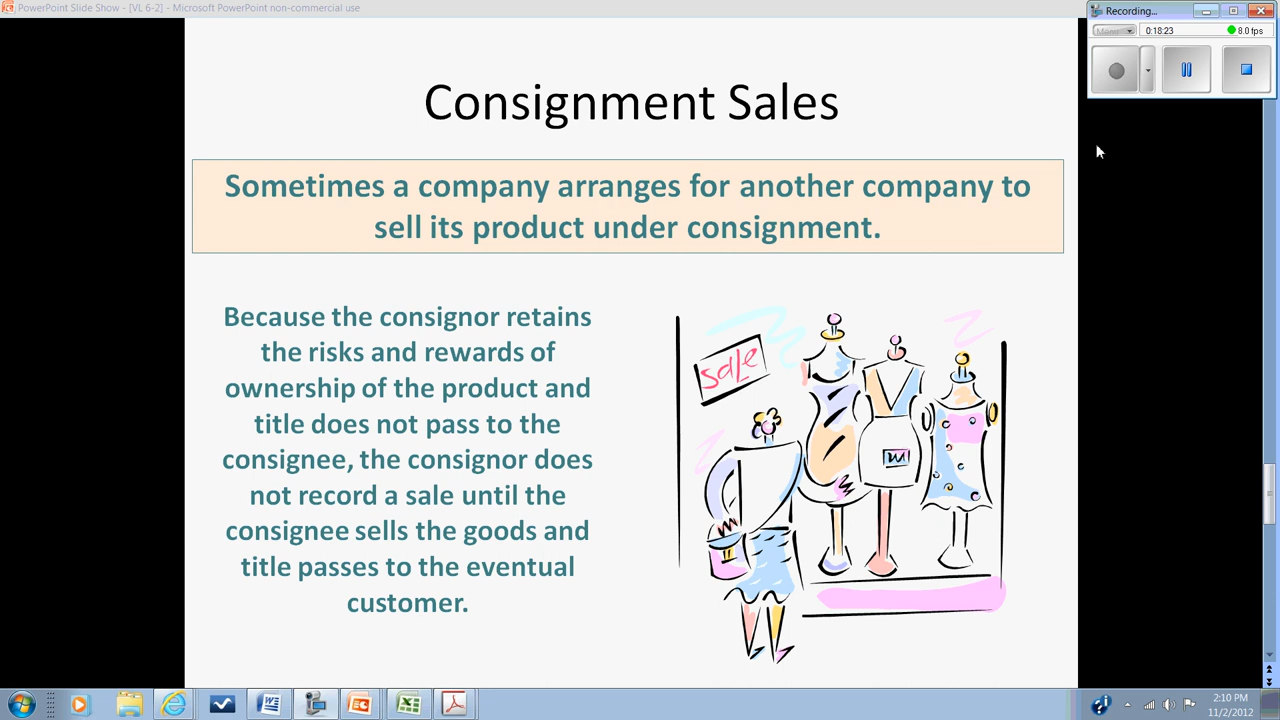 PowerPoint Slide Show - [VL 6-2] - Microsoft PowerPoint non-commercial use
Recording...
Menu
0:18:23
8.0 fps
Consignment Sales
Sometimes a company arranges for another company to
sell its product under consignment.
Because the consignor retains
the risks and rewards of
ownership of the product and
title does not pass to the
consignee, the consignor does
not record a sale until the
consignee sells the goods and
title passes to the eventual
customer.
sale
W
2:10 PM
11/2/2012